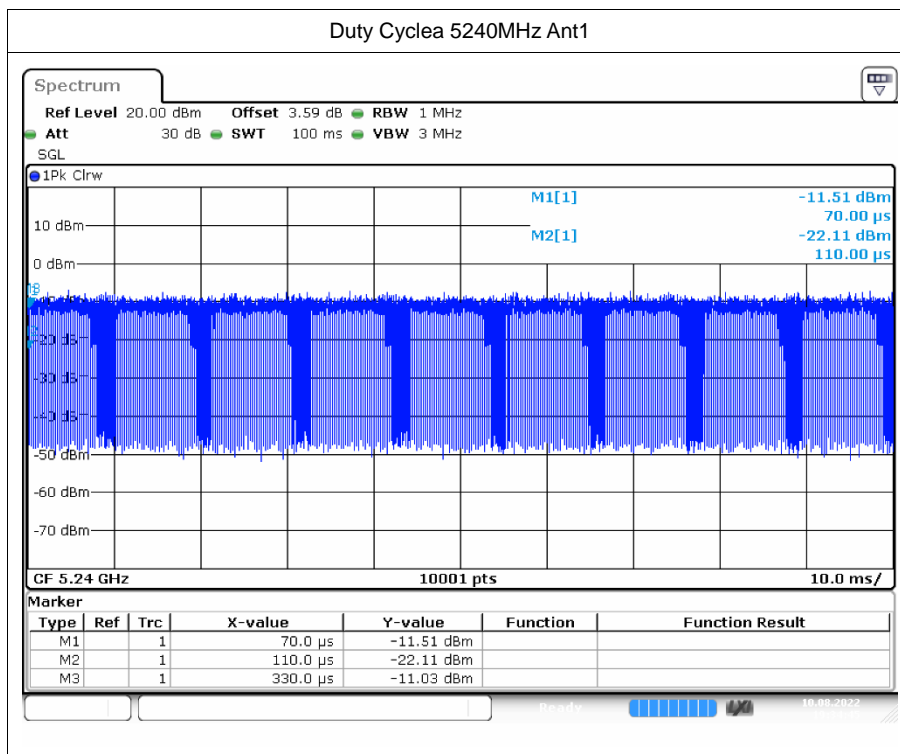 Duty Cyclea 5240MHz Ant1
Spectrum
Ref Level 20.00 dBm Offset 3.59 dB RBW 1 MHz
Att 30 dB SWT 100 ms VBW 3 MHz
SGL
1Pk Clrw
M1[1] -11.51 dBm
70.00 µs
10 dBm
M2[1] -22.11 dBm
110.00 µs
0 dBm
-50 dBm
-60 dBm
-70 dBm
CF 5.24 GHz 10001 pts 10.0 ms/
Marker
Type Ref Trc X-value Y-value Function Function Result
M1 1 70.0 µs -11.51 dBm
M2 1 110.0 µs -22.11 dBm
M3 1 330.0 µs -11.03 dBm
Ready 10.08.2022